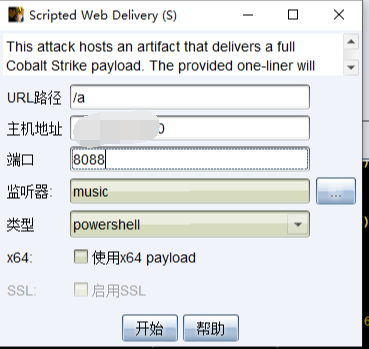 Scripted Web Delivery (S)
This attack hosts an artifact that delivers a full
Cobalt Strike payload. The provided one-liner will
URL路径 /a
主机地址 0
端口 8088
监听器: music ...
类型 powershell
x64: 使用x64 payload
SSL: 启用SSL
开始 帮助